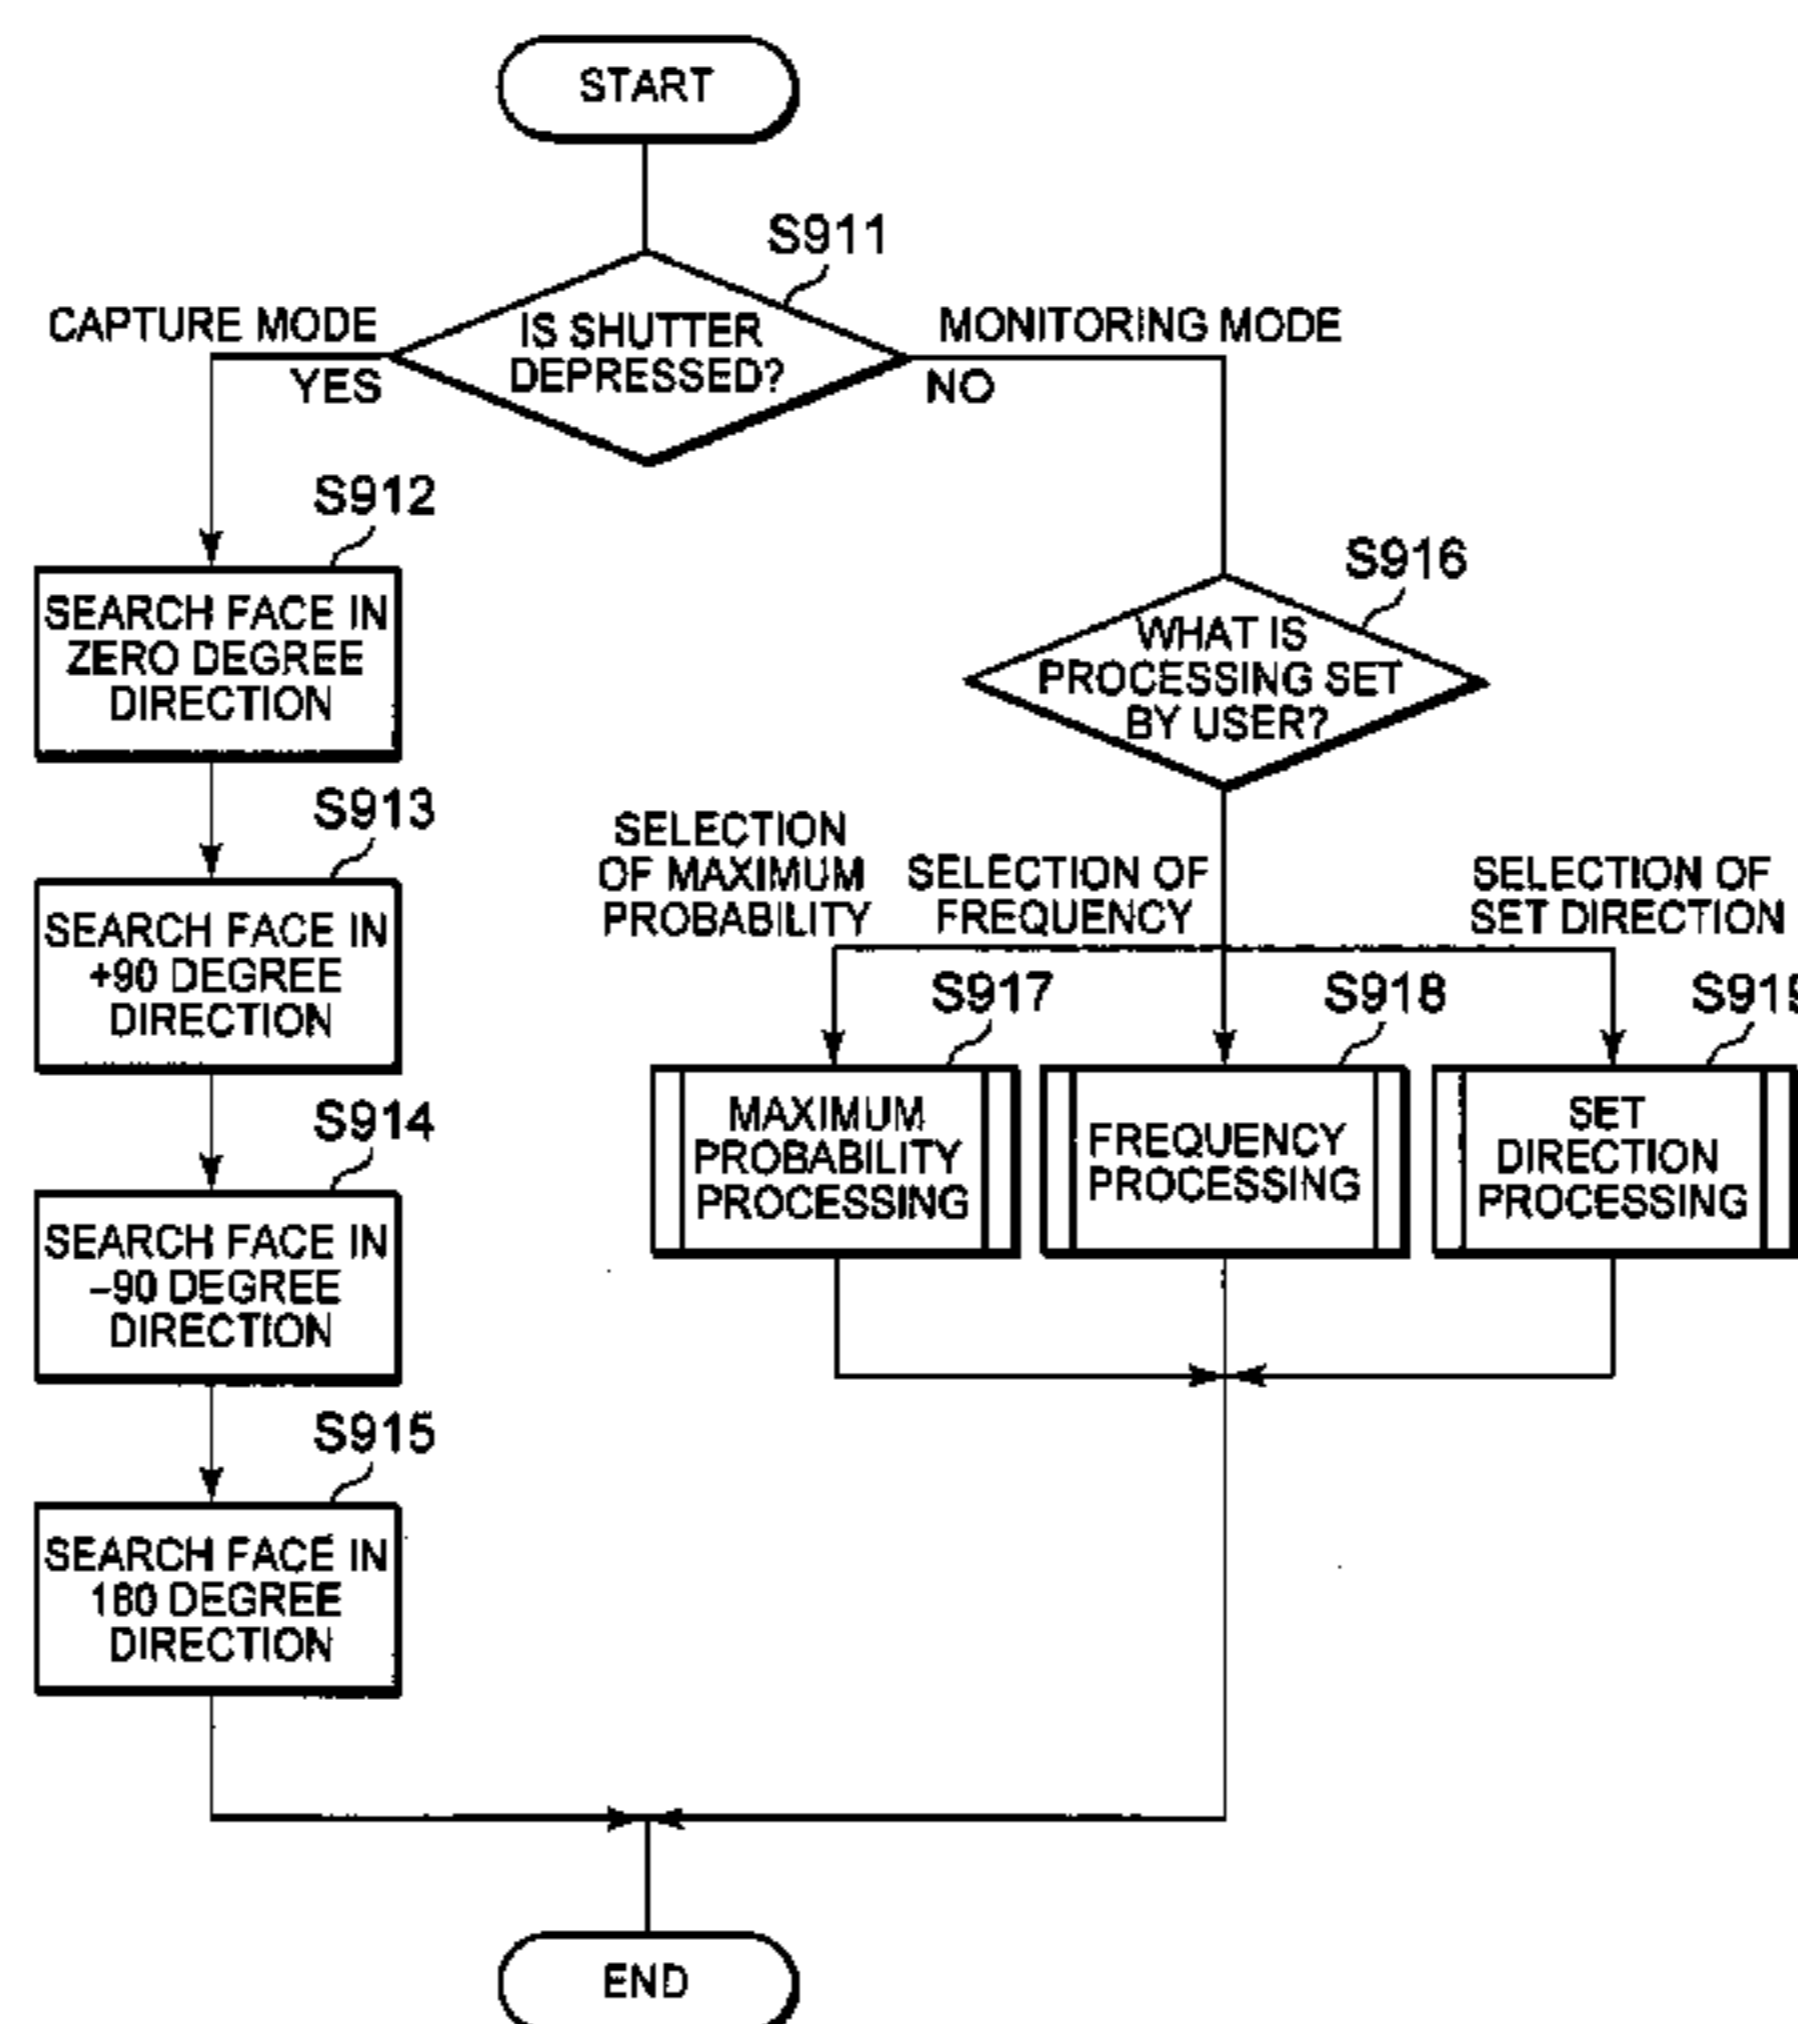 START
S911
CAPTURE MODE
IS SHUTTER
DEPRESSED?
MONITORING MODE
YES
NO
S912
SEARCH FACE IN
ZERO DEGREE
DIRECTION
S916
WHAT IS
PROCESSING SET
BY USER?
S913
SEARCH FACE IN
+90 DEGREE
DIRECTION
SELECTION
OF MAXIMUM
PROBABILITY
SELECTION OF
FREQUENCY
SELECTION OF
SET DIRECTION
S917
S918
S919
MAXIMUM
PROBABILITY
PROCESSING
FREQUENCY
PROCESSING
SET
DIRECTION
PROCESSING
S914
SEARCH FACE IN
–90 DEGREE
DIRECTION
S915
SEARCH FACE IN
180 DEGREE
DIRECTION
END